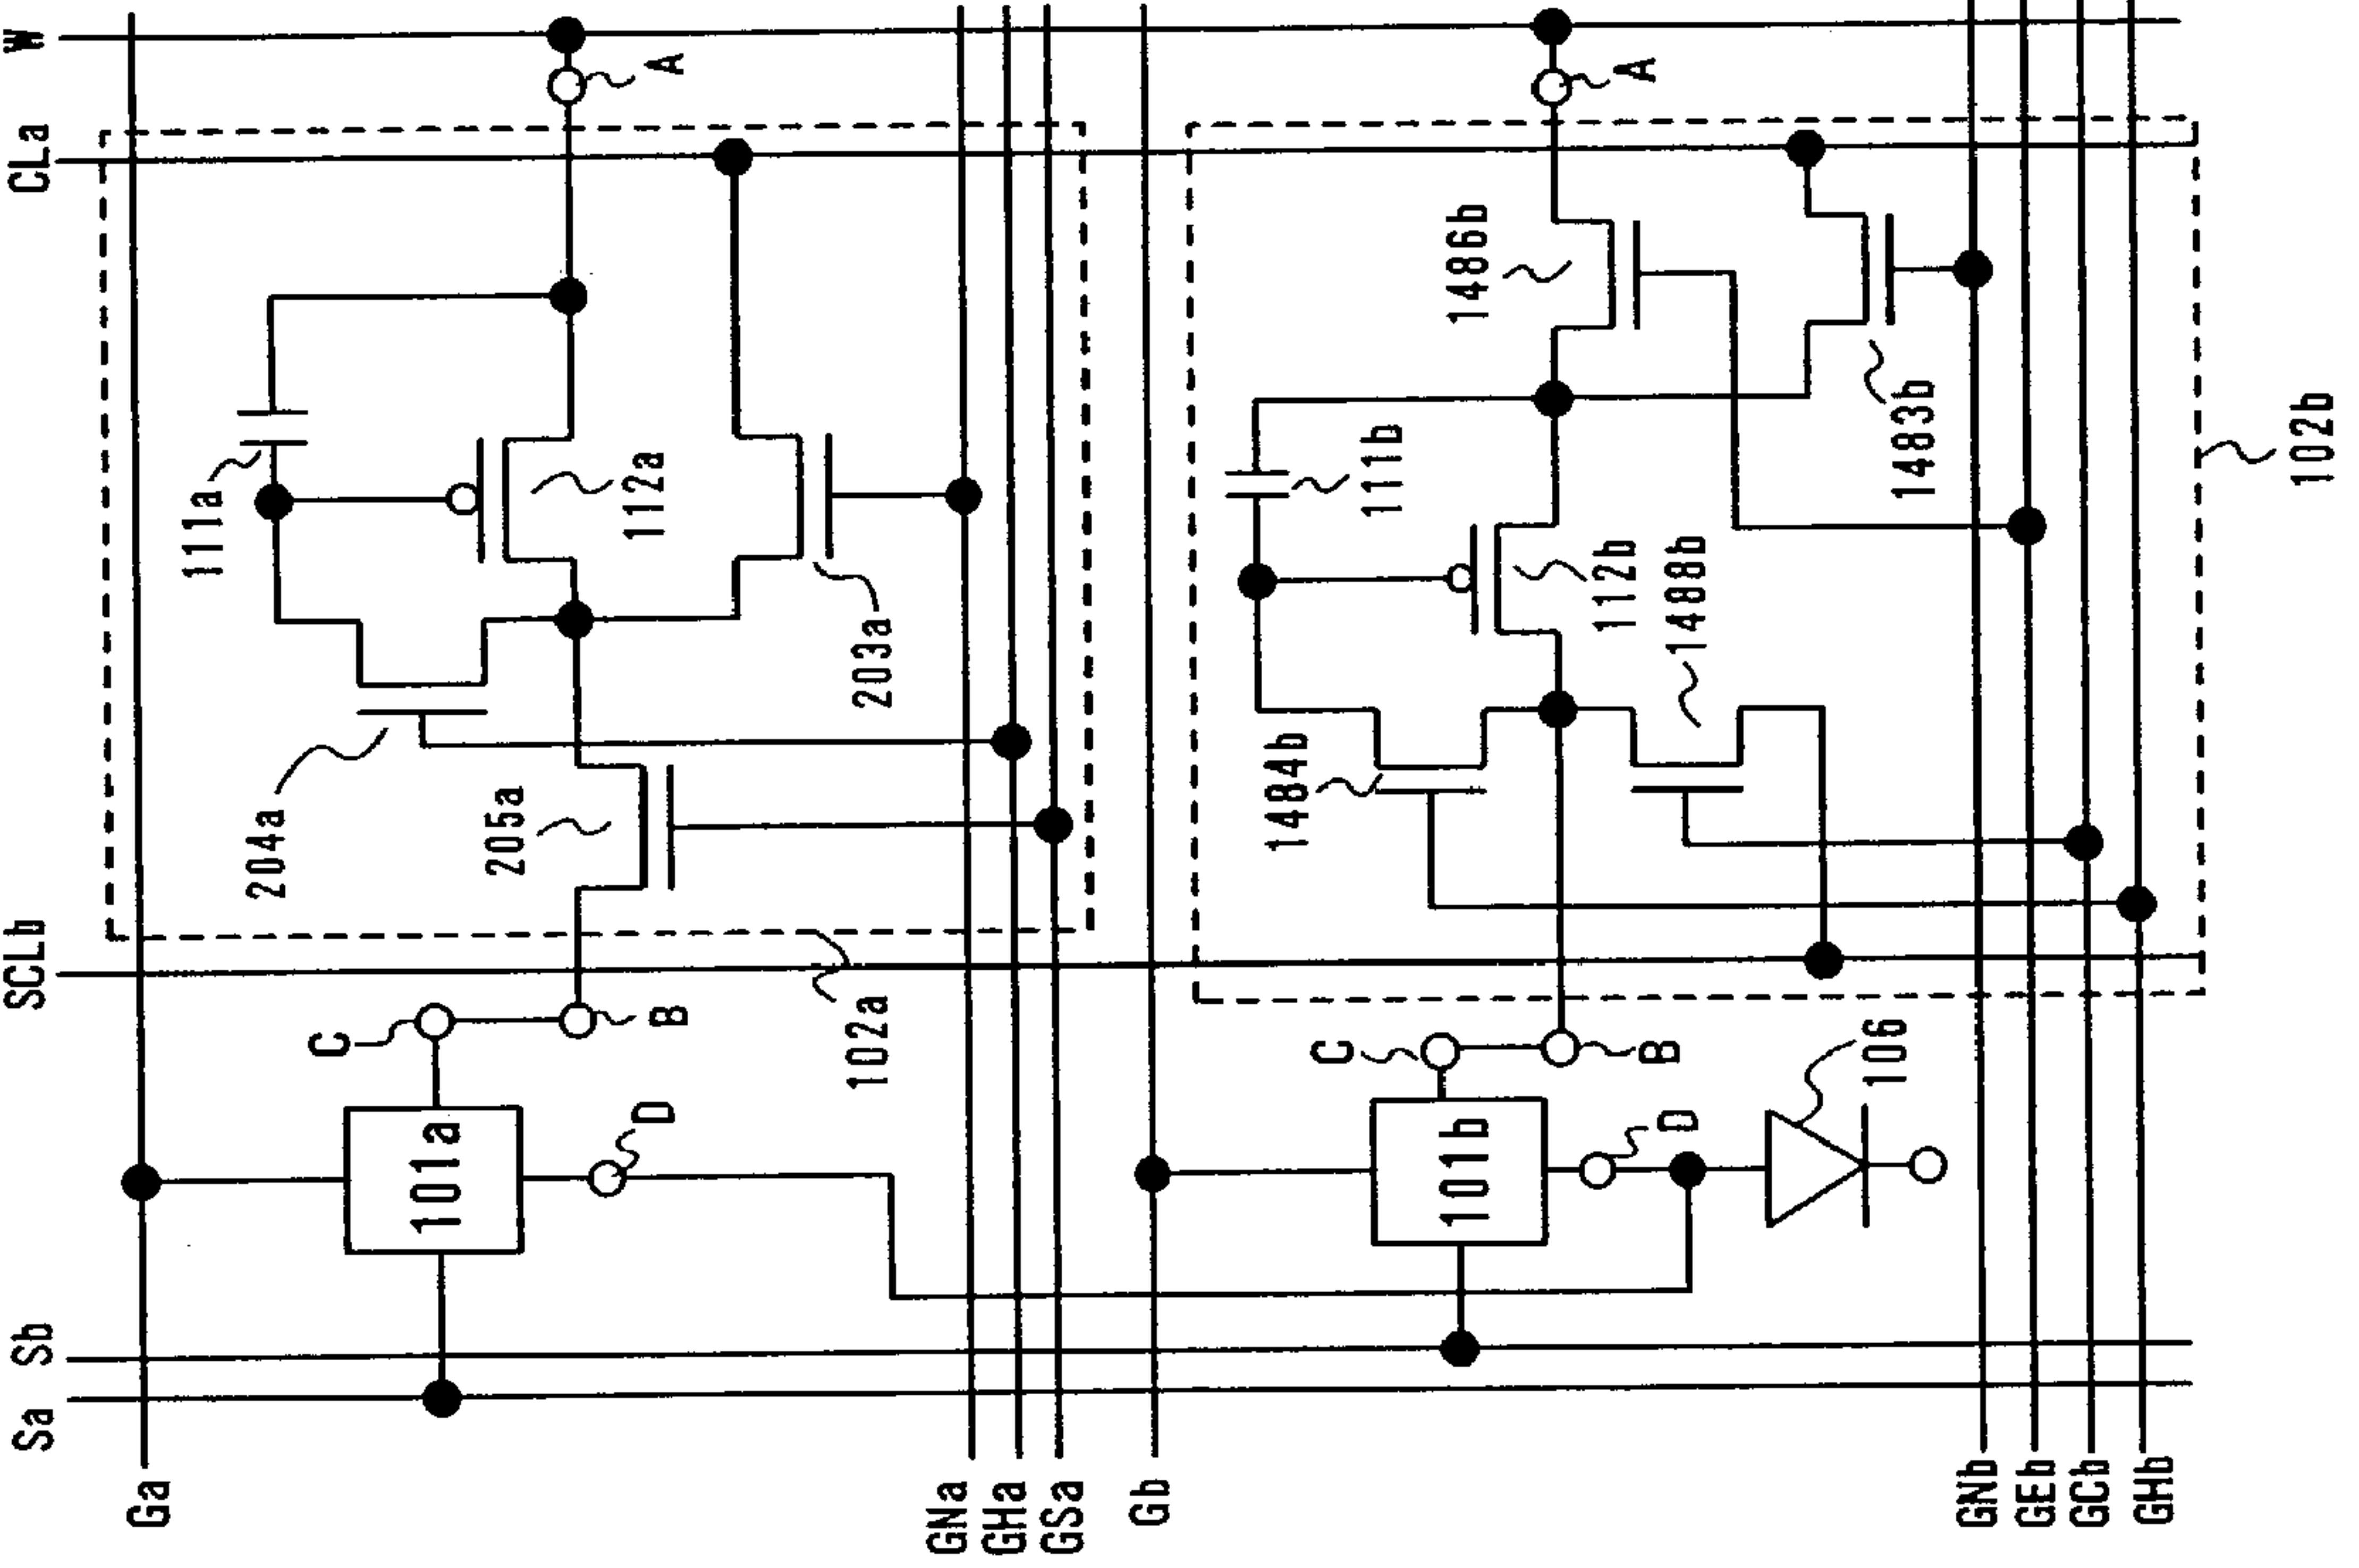 Sa
Sb
SCLb
CLa
W
Ga
111a
204a
C
101a
205a
112a
A
B
D
102a
203a
GNa
GHa
GSa
Gb
1484b
C
111b
101b
1486b
112b
A
B
D
1488b
106
1483b
GNb
GEb
GCb
GHb
102b